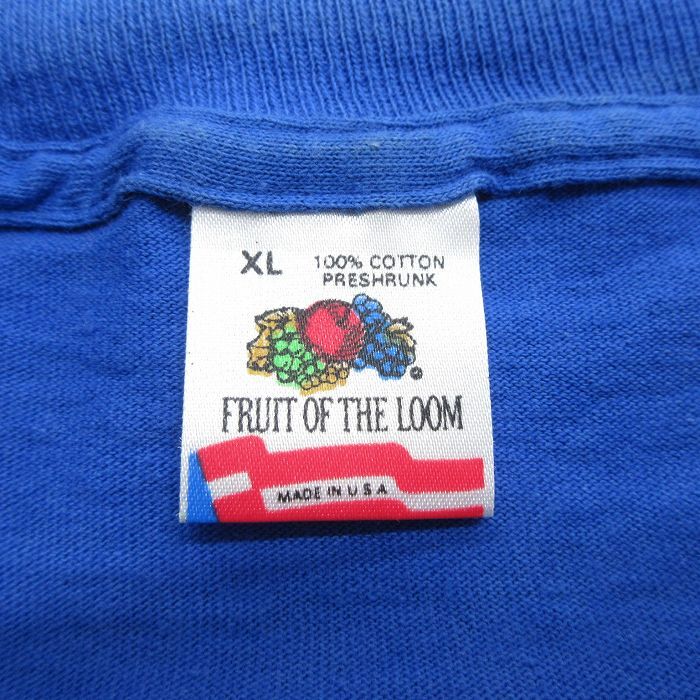 XL 100% COTTON
PRESHRUNK
®
FRUIT OF THE LOOM
MADE IN U S A